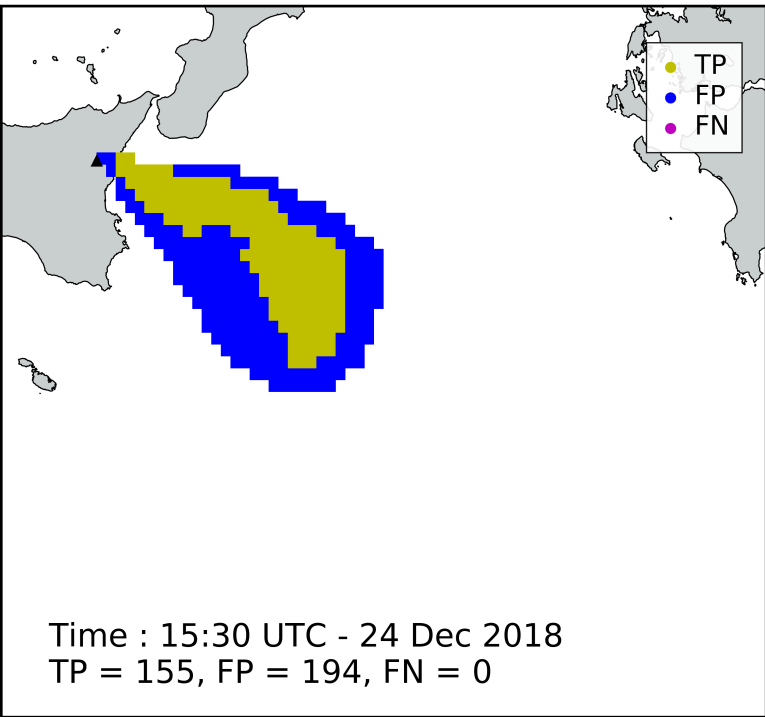 TP
FP
FN
Time : 15:30 UTC - 24 Dec 2018
TP = 155, FP = 194, FN = 0